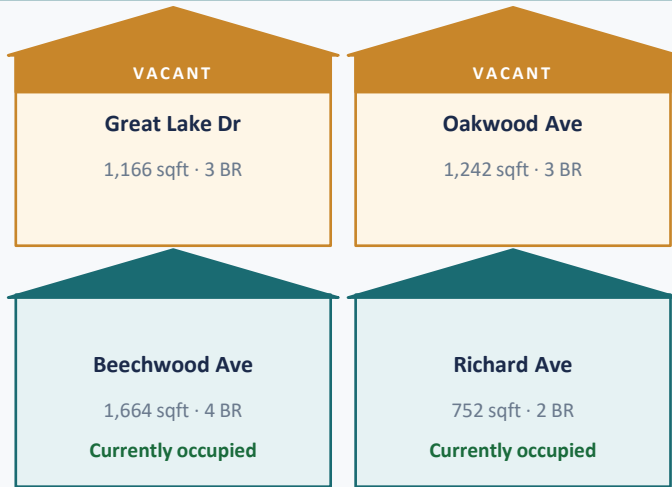 VACANT
Great Lake Dr
1,166 sqft · 3 BR
VACANT
Oakwood Ave
1,242 sqft · 3 BR
Beechwood Ave
1,664 sqft · 4 BR
Currently occupied
Richard Ave
752 sqft · 2 BR
Currently occupied